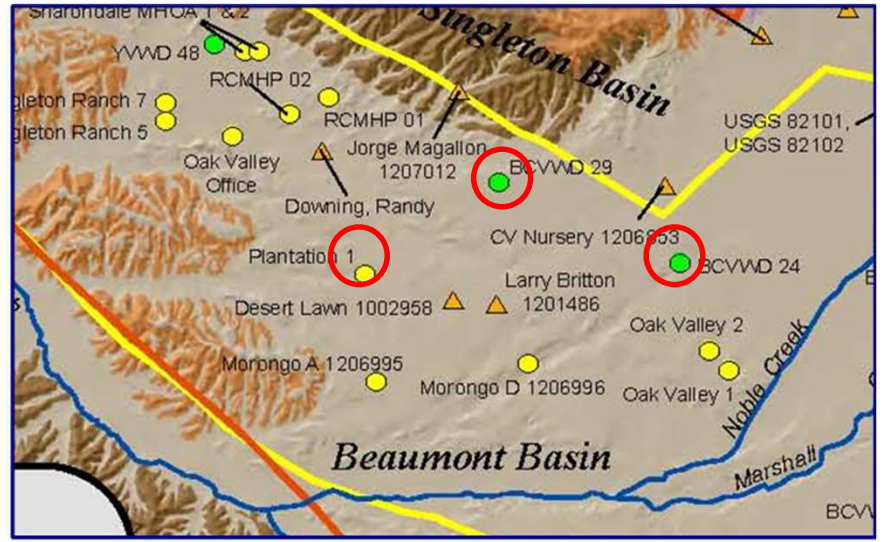 Sharondale MHOA 1 & 2
YVWD 48
RCMHP 02
gleton Ranch 7
gleton Ranch 5
RCMHP 01
Oak Valley
Office
Singleton Basin
Jorge Magallon
1207012
USGS 82101,
USGS 82102
BCVWD 29
Downing, Randy
CV Nursery 1206853
Plantation 1
BCVWD 24
Larry Britton
1201486
Desert Lawn 1002958
Oak Valley 2
Morongo A 1206995
Morongo D 1206996
Oak Valley 1
Noble Creek
Beaumont Basin
Marshall
BCVW